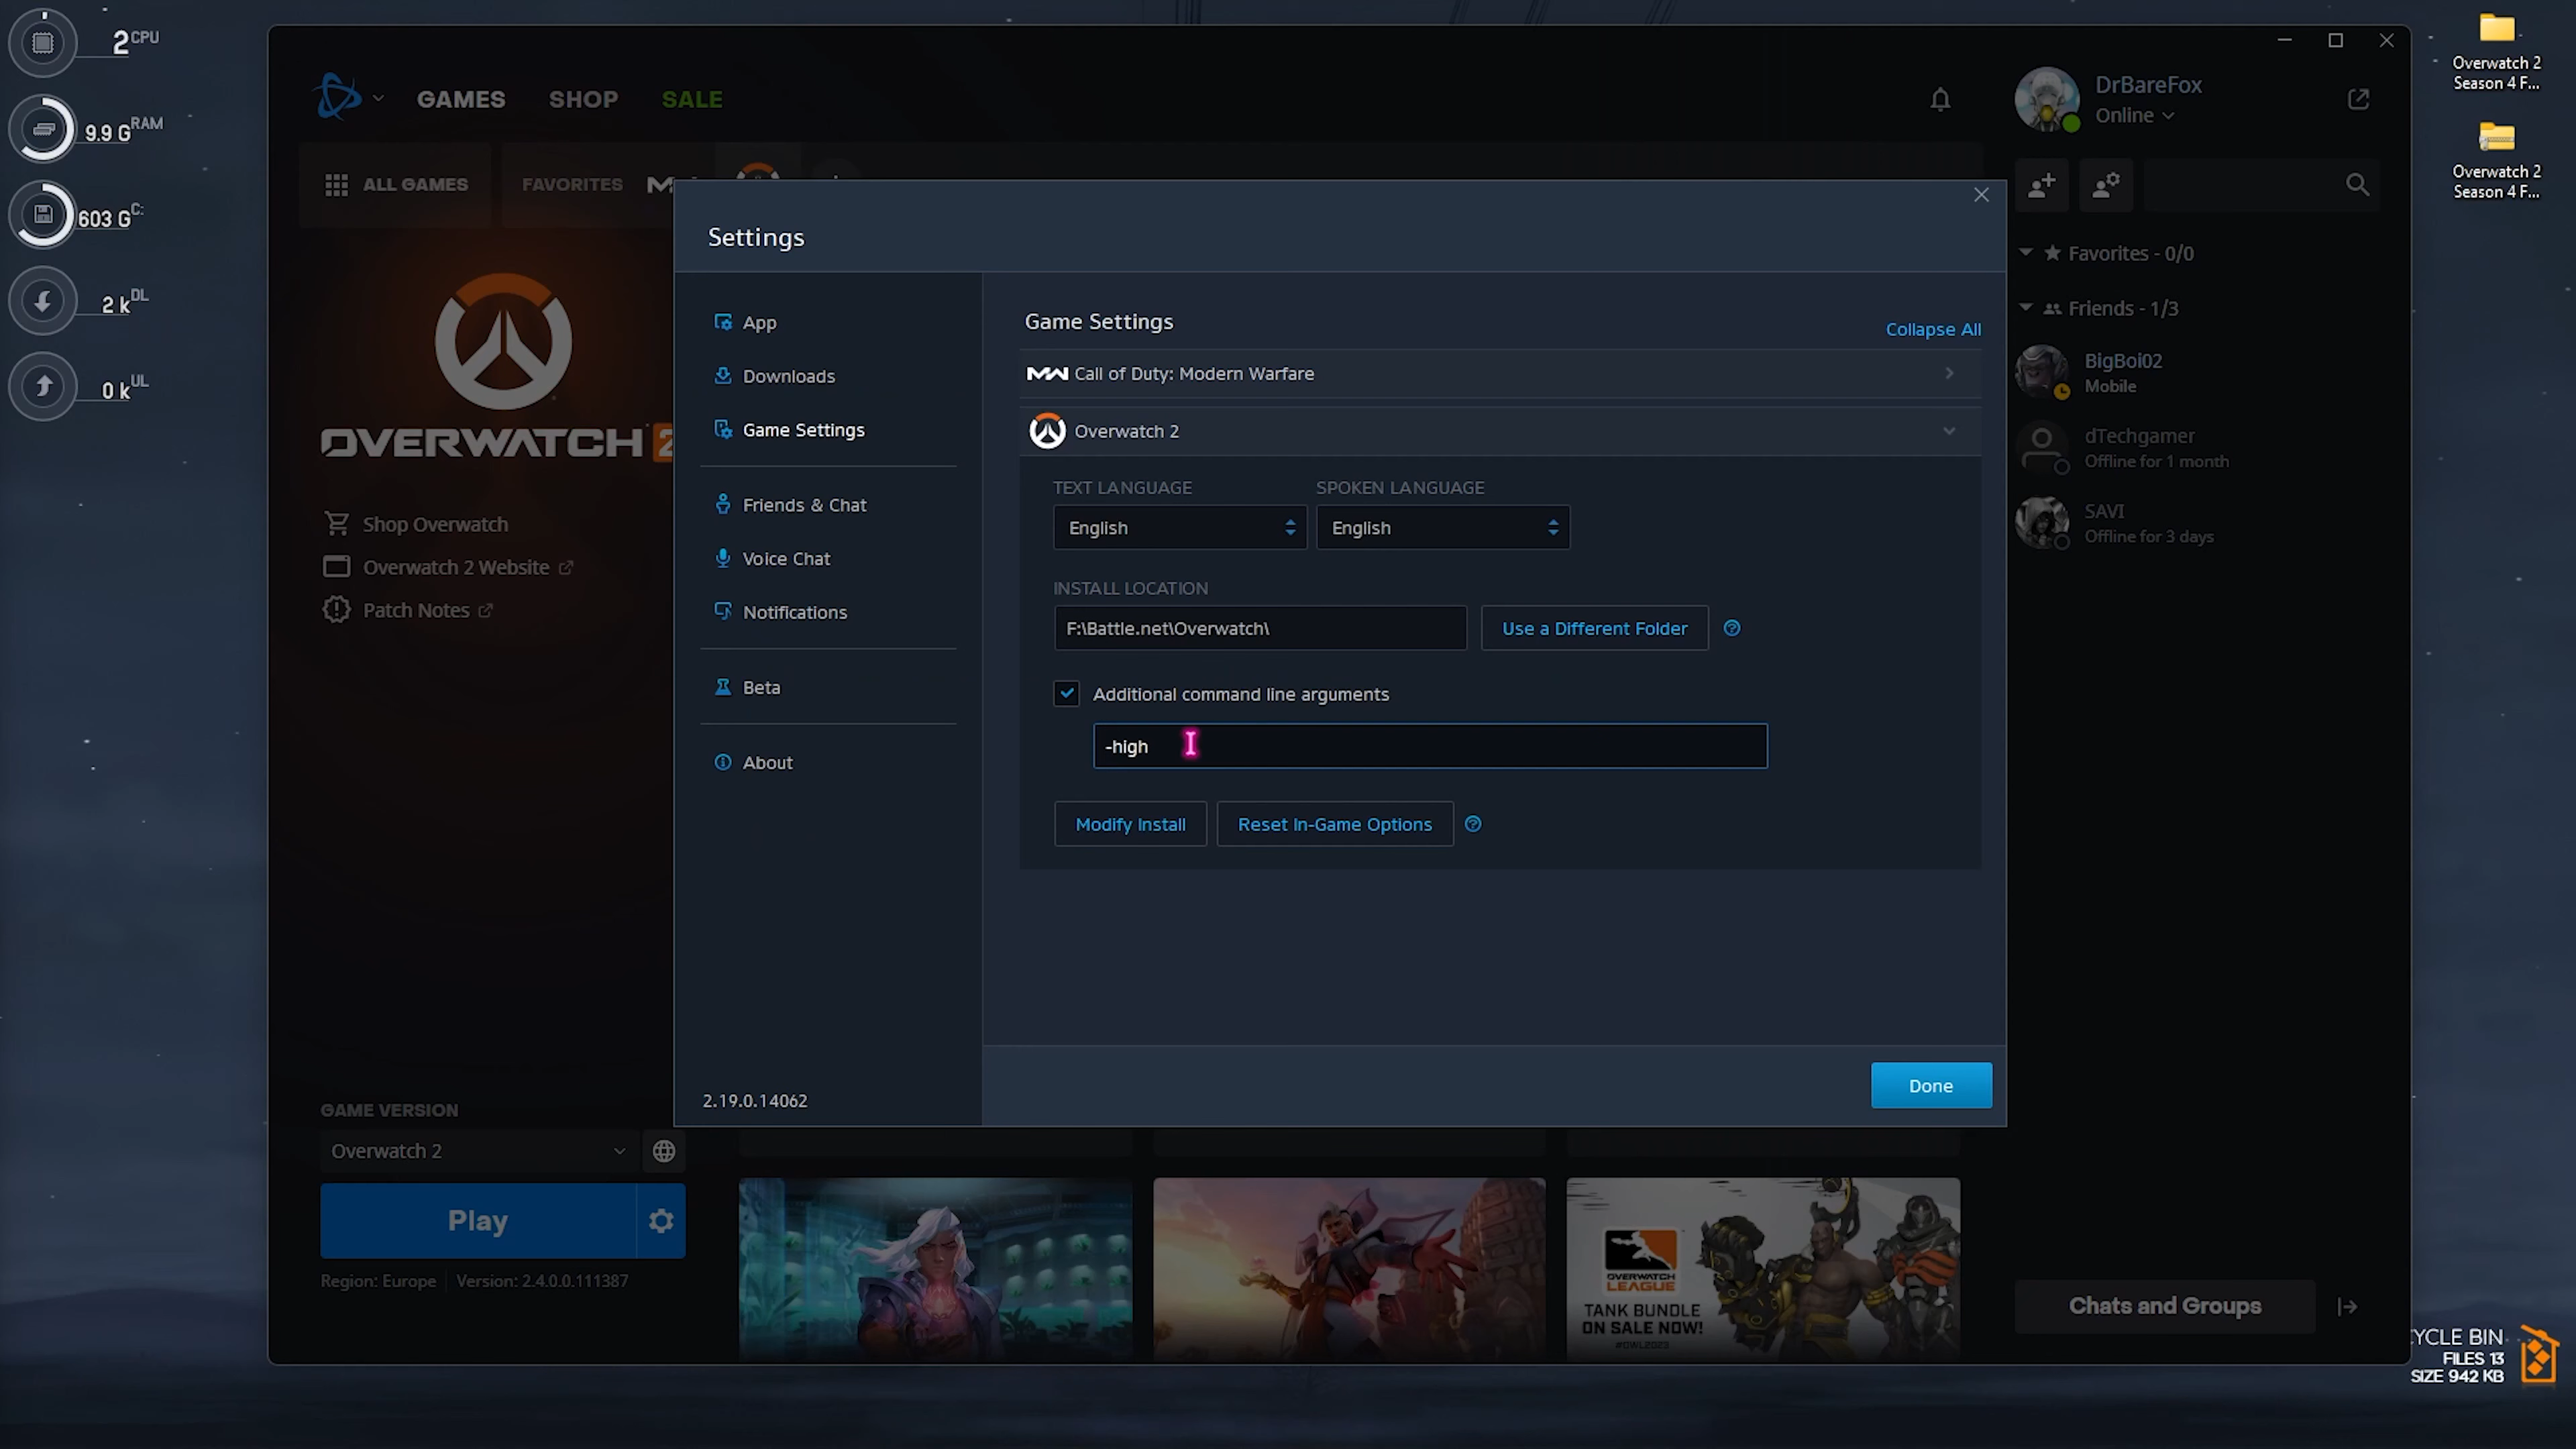 2 CPU
9.9 G RAM
603 G C:
2 k DL
0 k UL
GAMES
SHOP
SALE
DrBareFox
Online
Overwatch 2
Season 4 F...
Overwatch 2
Season 4 F...
ALL GAMES
FAVORITES
OVERWATCH 2
Shop Overwatch
Overwatch 2 Website
Patch Notes
Settings
App
Downloads
Game Settings
Friends & Chat
Voice Chat
Notifications
Beta
About
2.19.0.14062
Game Settings
Collapse All
Call of Duty: Modern Warfare
Overwatch 2
TEXT LANGUAGE
SPOKEN LANGUAGE
English
English
INSTALL LOCATION
F:\Battle.net\Overwatch\
Use a Different Folder
Additional command line arguments
-high
Modify Install
Reset In-Game Options
Done
Favorites - 0/0
Friends - 1/3
BigBoi02
Mobile
dTechgamer
Offline for 1 month
SAVI
Offline for 3 days
GAME VERSION
Overwatch 2
Play
Region: Europe
Version: 2.4.0.0.111387
OVERWATCH
LEAGUE
TANK BUNDLE
ON SALE NOW!
#OWL2023
Chats and Groups
YCLE BIN
FILES 13
SIZE 942 KB